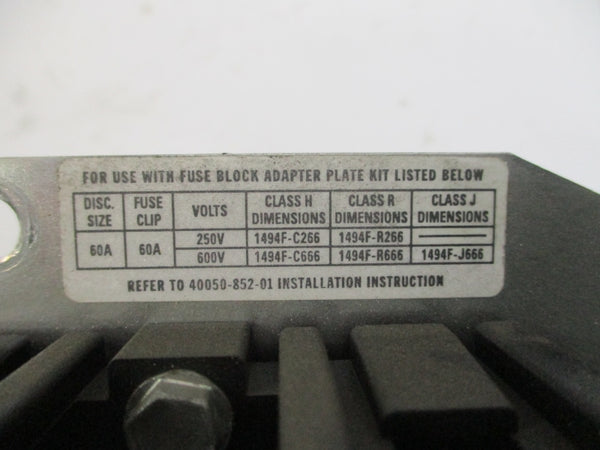 FOR USE WITH FUSE BLOCK ADAPTER PLATE KIT LISTED BELOW
DISC. SIZE FUSE CLIP VOLTS CLASS H DIMENSIONS CLASS R DIMENSIONS CLASS J DIMENSIONS
60A 60A 250V 1494F-C266 1494F-R266
600V 1494F-C666 1494F-R666 1494F-J666
REFER TO 40050-852-01 INSTALLATION INSTRUCTION